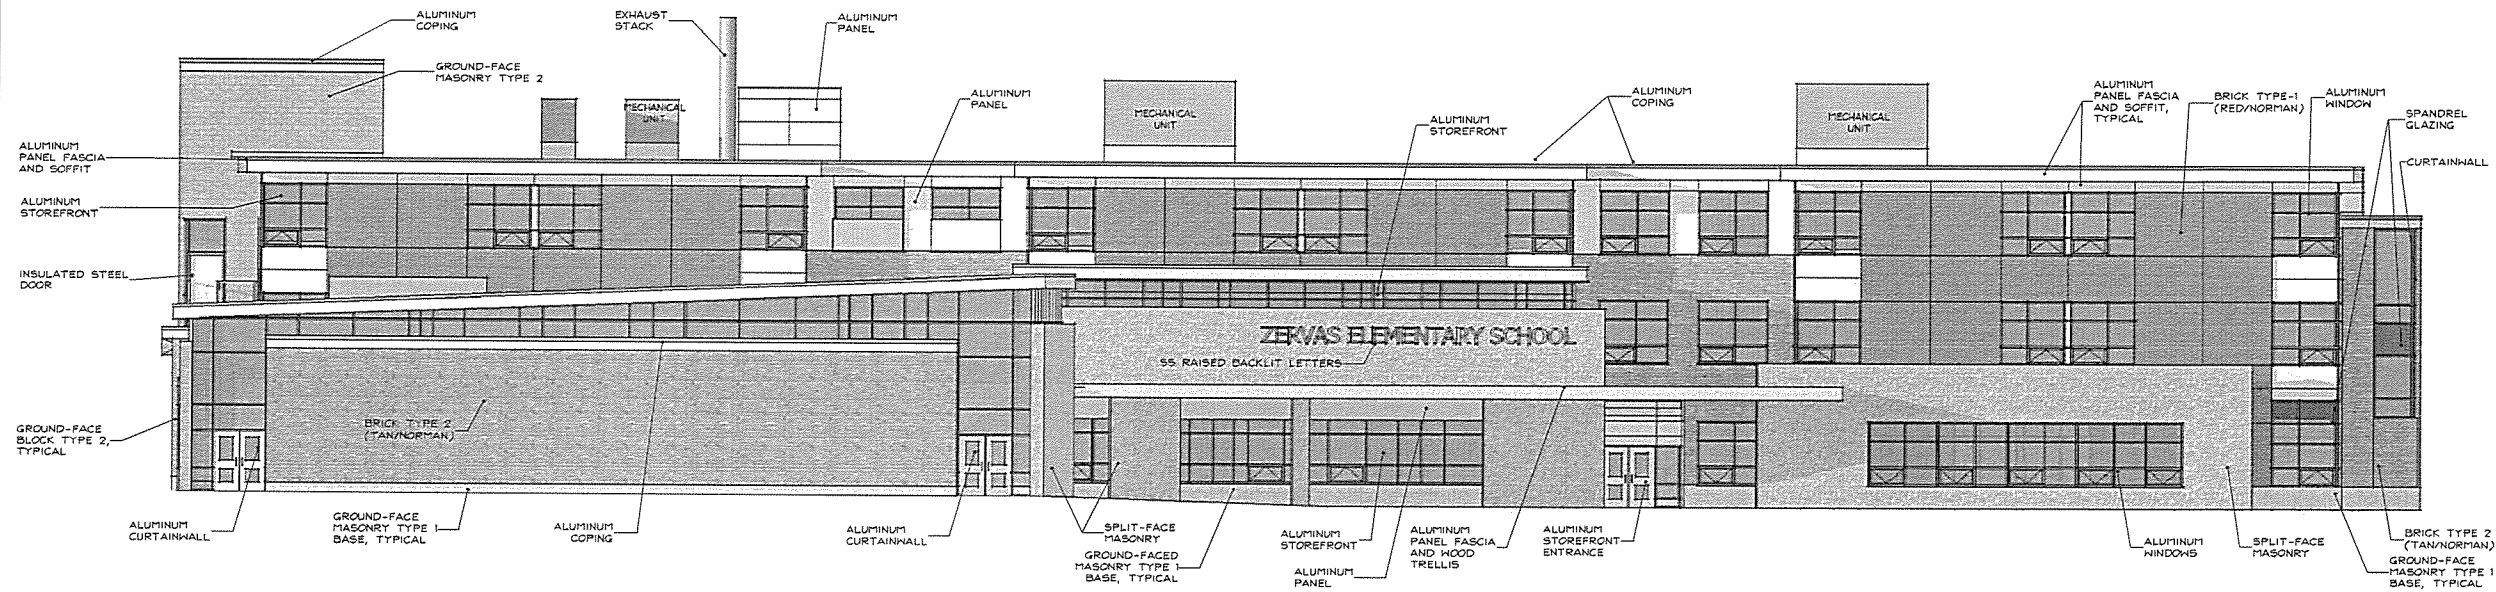 ALUMINUM
COPING
EXHAUST
STACK
ALUMINUM
PANEL
GROUND-FACE
MASONRY TYPE 2
MECHANICAL
UNIT
ALUMINUM
PANEL
MECHANICAL
UNIT
ALUMINUM
STOREFRONT
ALUMINUM
COPING
MECHANICAL
UNIT
ALUMINUM
PANEL FASCIA
AND SOFFIT,
TYPICAL
BRICK TYPE-1
(RED/NORMAN)
ALUMINUM
WINDOW
SPANDREL
GLAZING
CURTAINWALL
ALUMINUM
PANEL FASCIA
AND SOFFIT
ALUMINUM
STOREFRONT
INSULATED STEEL
DOOR
ZERVAS ELEMENTARY SCHOOL
SS RAISED BACKLIT LETTERS
BRICK TYPE 2
(TAN/NORMAN)
GROUND-FACE
BLOCK TYPE 2,
TYPICAL
ALUMINUM
CURTAINWALL
GROUND-FACE
MASONRY TYPE 1
BASE, TYPICAL
ALUMINUM
COPING
ALUMINUM
CURTAINWALL
SPLIT-FACE
MASONRY
GROUND-FACED
MASONRY TYPE 1
BASE, TYPICAL
ALUMINUM
STOREFRONT
ALUMINUM
PANEL
ALUMINUM
PANEL FASCIA
AND WOOD
TRELLIS
ALUMINUM
STOREFRONT
ENTRANCE
ALUMINUM
WINDOWS
SPLIT-FACE
MASONRY
BRICK TYPE 2
(TAN/NORMAN)
GROUND-FACE
MASONRY TYPE 1
BASE, TYPICAL